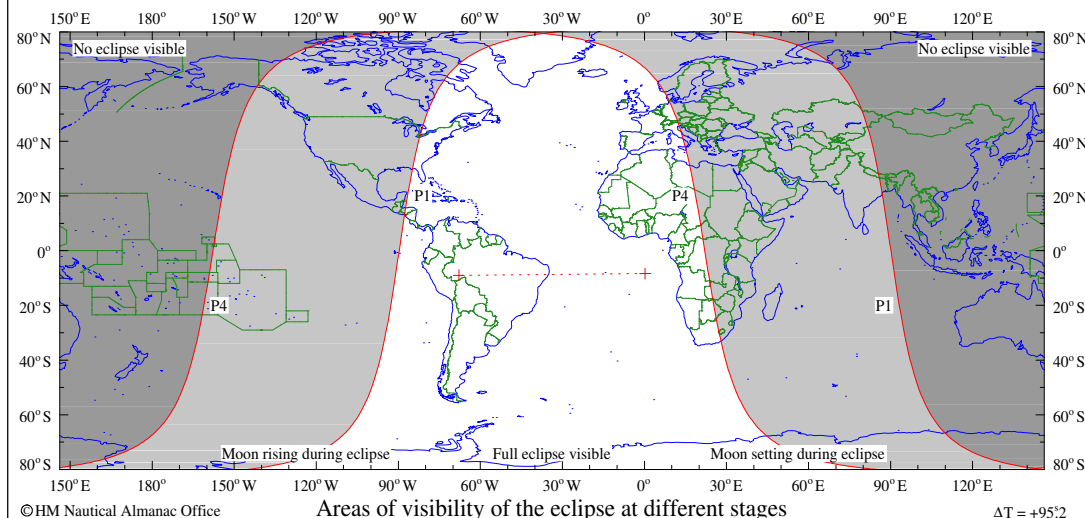 150°E 180° 150°W 120°W 90°W 60°W 30°W 0° 30°E 60°E 90°E 120°E
80°N 80°N
No eclipse visible No eclipse visible
60°N 60°N
40°N 40°N
20°N P1 P4 20°N
0° 0°
20°S P4 P1 20°S
40°S 40°S
60°S 60°S
Moon rising during eclipse Full eclipse visible Moon setting during eclipse
80°S 80°S
150°E 180° 150°W 120°W 90°W 60°W 30°W 0° 30°E 60°E 90°E 120°E
©HM Nautical Almanac Office Areas of visibility of the eclipse at different stages ΔT = +95ˢ.2